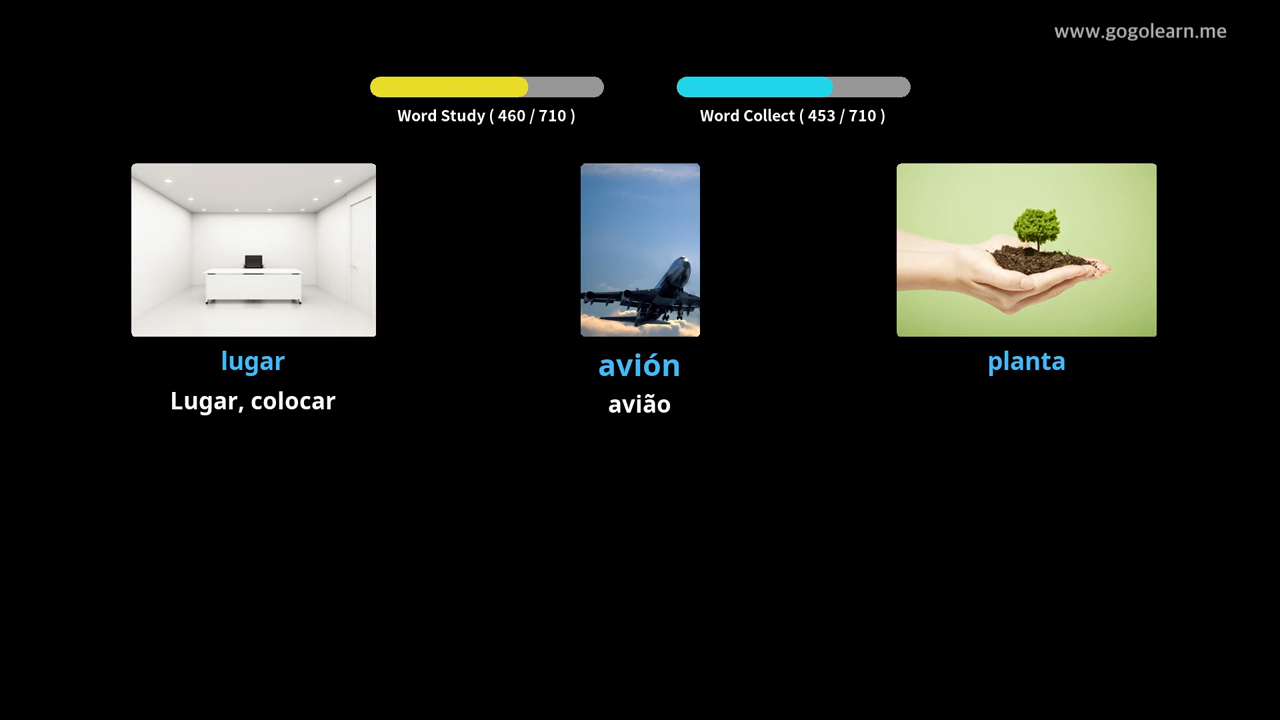 www.gogolearn.me
Word Study ( 460 / 710 )
Word Collect ( 453 / 710 )
lugar
Lugar, colocar
avión
avião
planta